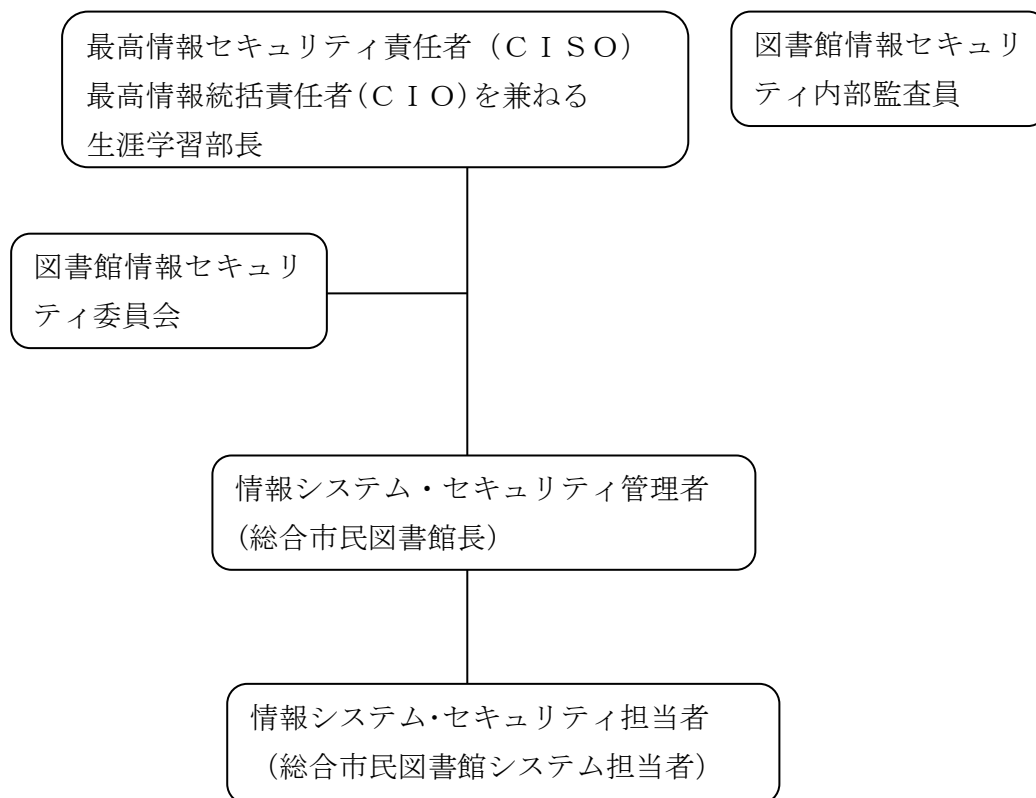 最高情報セキュリティ責任者（ＣＩＳＯ）
最高情報統括責任者(ＣＩＯ)を兼ねる
生涯学習部長
図書館情報セキュリ
ティ内部監査員
図書館情報セキュリ
ティ委員会
情報システム・セキュリティ管理者
(総合市民図書館長）
情報システム･セキュリティ担当者
（総合市民図書館システム担当者）